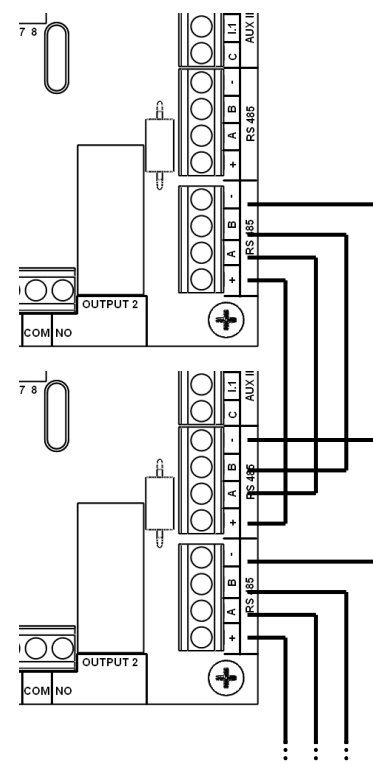 I.1
C
AUX II
-
B
A
+
RS 485
-
B
A
+
RS 485
7 8
OUTPUT 2
COM NO
I.1
C
AUX II
-
B
A
+
RS 485
-
B
A
+
RS 485
7 8
OUTPUT 2
COM NO